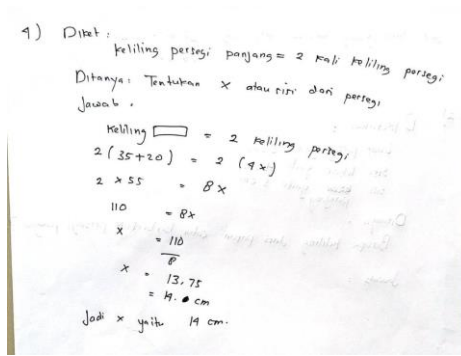 4) Diket :
keliling persegi panjang = 2 kali keliling persegi
Ditanya : Tentukan x atau sisi dari persegi
Jawab .
Keliling ▭ = 2 keliling persegi
2 (35+20) = 2 (4x)
2 x 55 = 8x
110 = 8x
x = 110/8
x = 13,75
= 14. cm
Jadi x yaitu 14 cm.